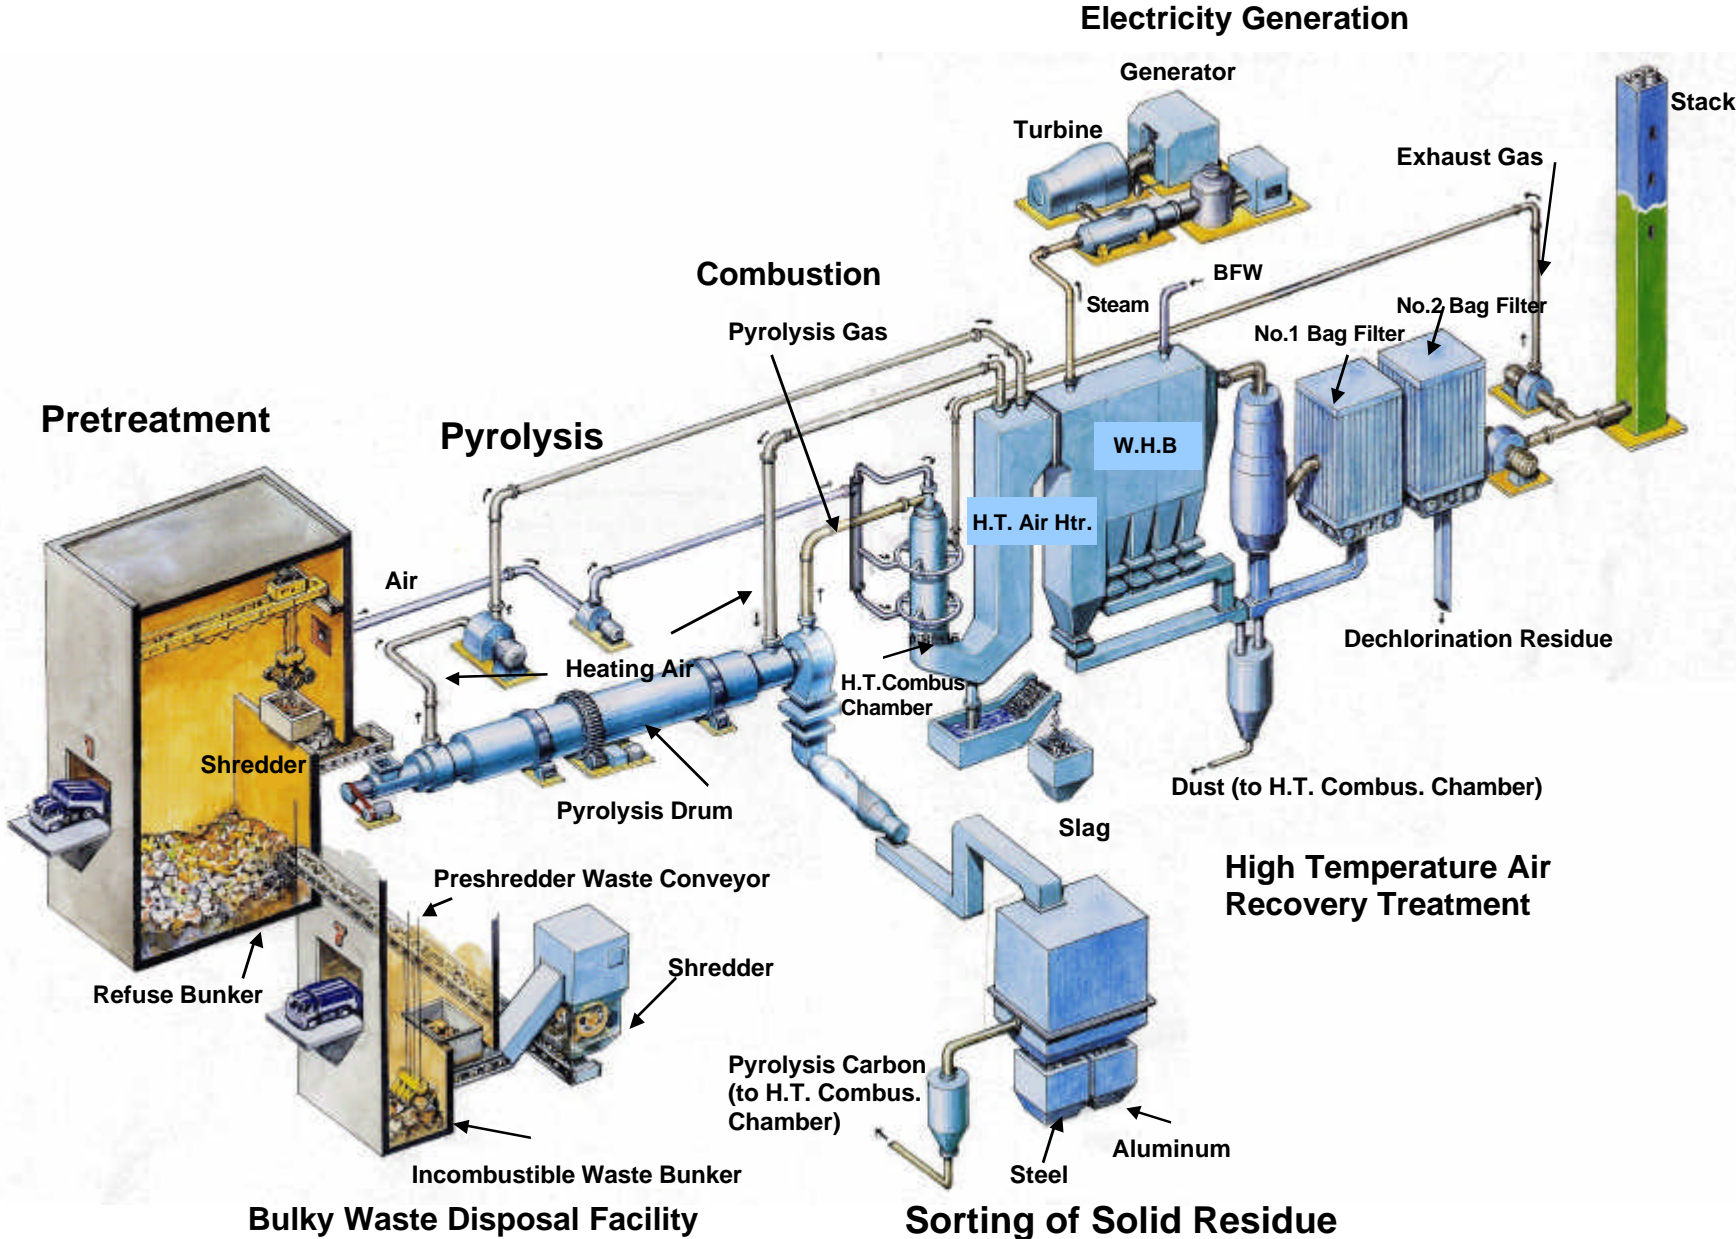 Electricity Generation
Generator
Stack
Turbine
Exhaust Gas
Combustion
BFW
Steam
No.2 Bag Filter
Pyrolysis Gas
No.1 Bag Filter
Pretreatment
Pyrolysis
W.H.B
H.T. Air Htr.
Air
Dechlorination Residue
Heating Air
H.T.Combus
Chamber
Shredder
Dust (to H.T. Combus. Chamber)
Pyrolysis Drum
Slag
High Temperature Air
Recovery Treatment
Preshredder Waste Conveyor
Shredder
Refuse Bunker
Pyrolysis Carbon
(to H.T. Combus.
Chamber)
Aluminum
Steel
Incombustible Waste Bunker
Bulky Waste Disposal Facility
Sorting of Solid Residue